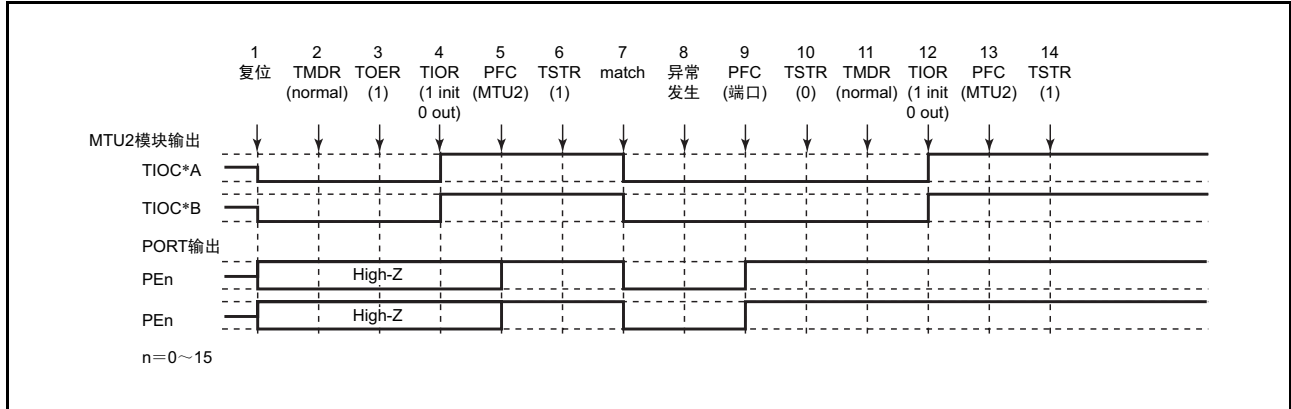 1 2 3 4 5 6 7 8 9 10 11 12 13 14
复位 TMDR TOER TIOR PFC TSTR match 异常 PFC TSTR TMDR TIOR PFC TSTR
(normal) (1) (1 init (MTU2) (1) 发生 (端口) (0) (normal) (1 init (MTU2) (1)
0 out) 0 out)
MTU2模块输出
TIOC*A
TIOC*B
PORT输出
PEn High-Z
PEn High-Z
n=0~15